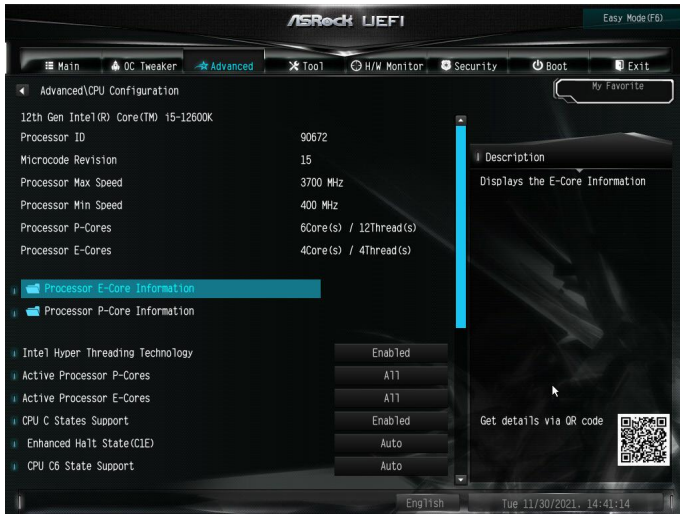 ASRock UEFI
Easy Mode(F6)
Main OC Tweaker Advanced Tool H/W Monitor Security Boot Exit
My Favorite
Advanced\CPU Configuration
12th Gen Intel(R) Core(TM) i5-12600K
Processor ID 90672
Microcode Revision 15
Processor Max Speed 3700 MHz
Processor Min Speed 400 MHz
Processor P-Cores 6Core(s) / 12Thread(s)
Processor E-Cores 4Core(s) / 4Thread(s)
Processor E-Core Information
Processor P-Core Information
Intel Hyper Threading Technology Enabled
Active Processor P-Cores All
Active Processor E-Cores All
CPU C States Support Enabled
Enhanced Halt State(C1E) Auto
CPU C6 State Support Auto
Description
Displays the E-Core Information
Get details via QR code
English
Tue 11/30/2021. 14:41:14